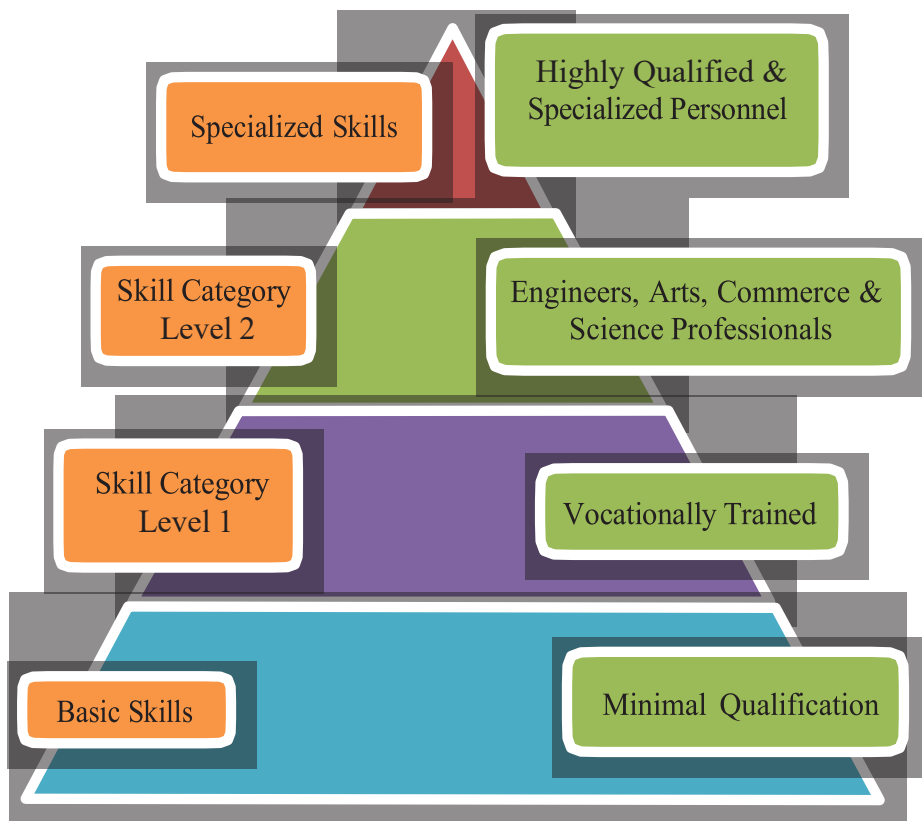 Specialized Skills
Highly Qualified &
Specialized Personnel
Skill Category
Level 2
Engineers, Arts, Commerce &
Science Professionals
Skill Category
Level 1
Vocationally Trained
Basic Skills
Minimal Qualification